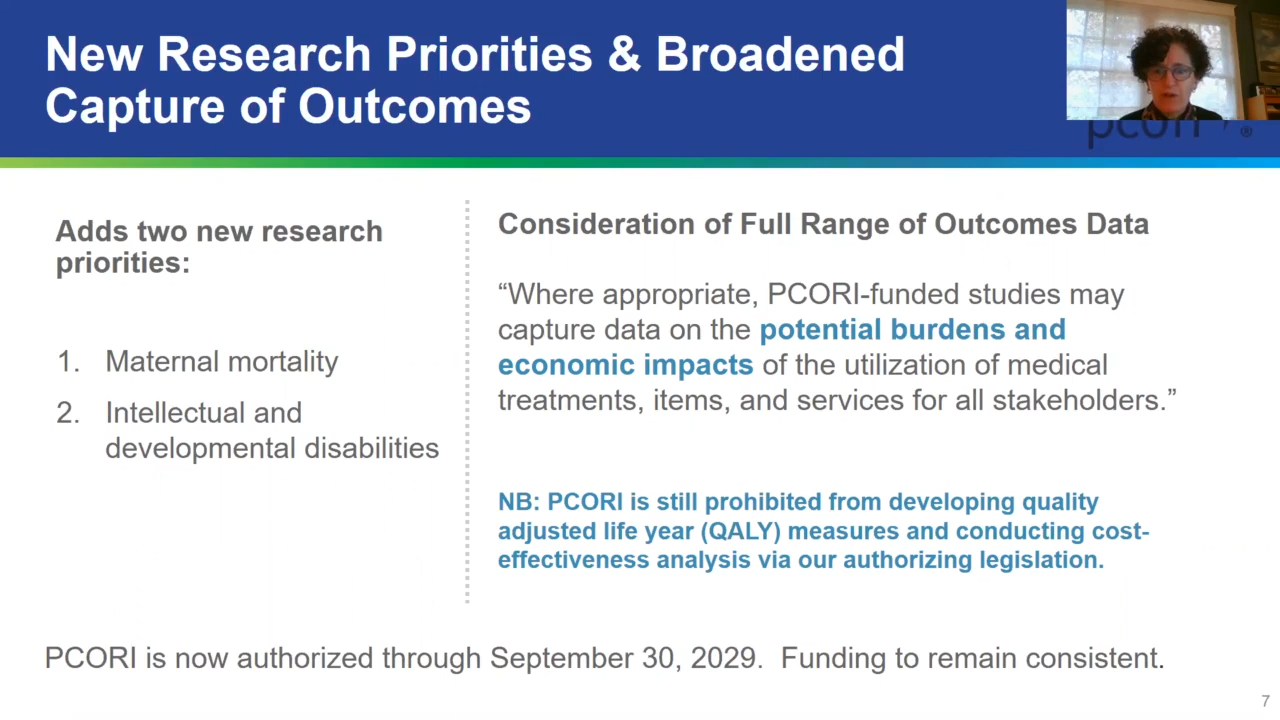 New Research Priorities & Broadened
Capture of Outcomes
pcori
®
Adds two new research
priorities:
1. Maternal mortality
2. Intellectual and
developmental disabilities
Consideration of Full Range of Outcomes Data
“Where appropriate, PCORI-funded studies may
capture data on the potential burdens and
economic impacts of the utilization of medical
treatments, items, and services for all stakeholders.”
NB: PCORI is still prohibited from developing quality
adjusted life year (QALY) measures and conducting cost-
effectiveness analysis via our authorizing legislation.
PCORI is now authorized through September 30, 2029. Funding to remain consistent.
7